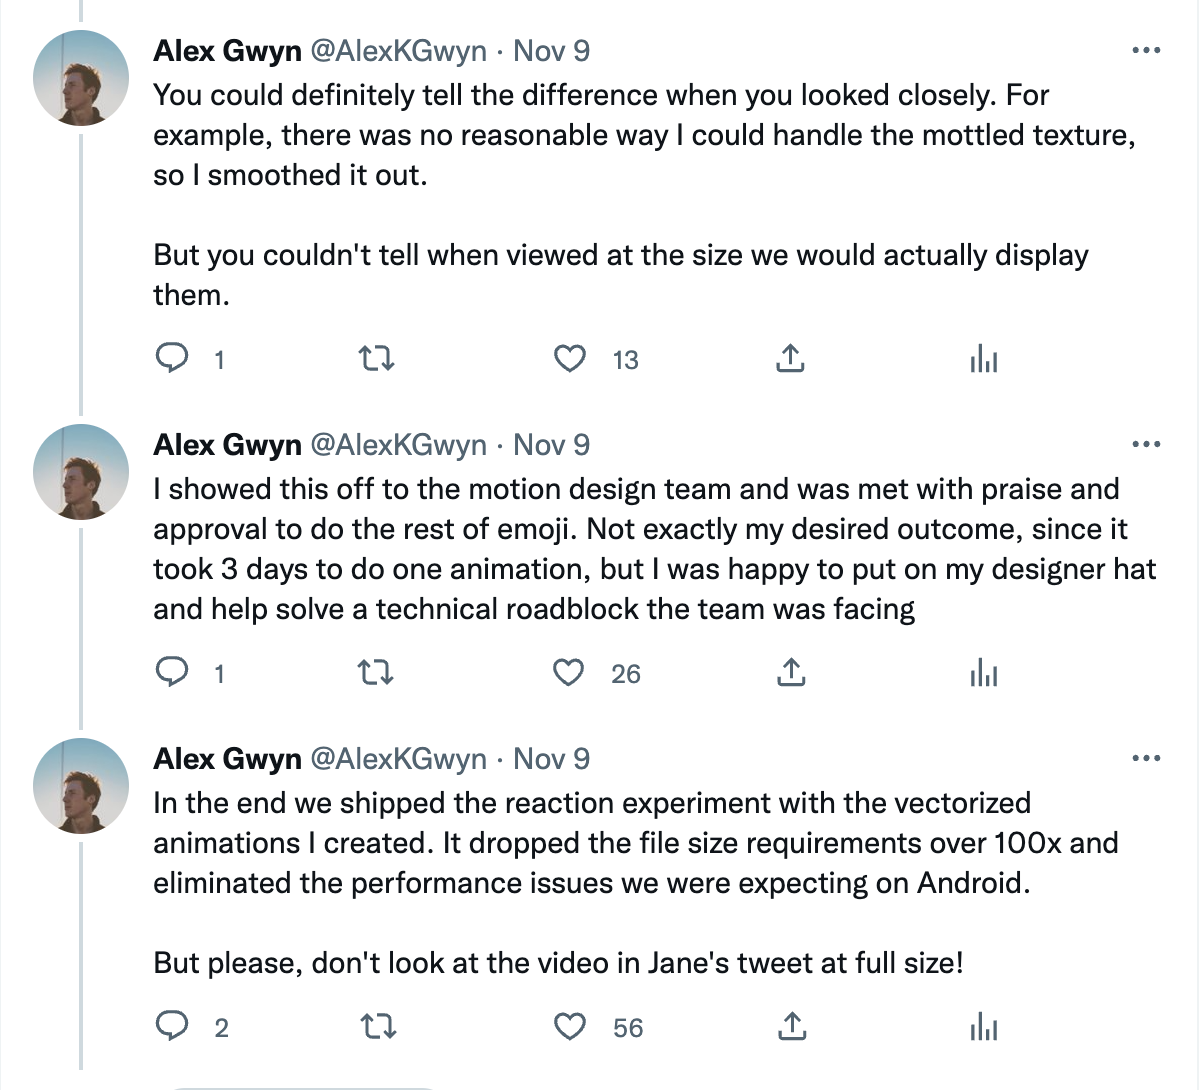 Alex Gwyn @AlexKGwyn · Nov 9
You could definitely tell the difference when you looked closely. For
example, there was no reasonable way I could handle the mottled texture,
so I smoothed it out.
But you couldn't tell when viewed at the size we would actually display
them.
1 13
Alex Gwyn @AlexKGwyn · Nov 9
I showed this off to the motion design team and was met with praise and
approval to do the rest of emoji. Not exactly my desired outcome, since it
took 3 days to do one animation, but I was happy to put on my designer hat
and help solve a technical roadblock the team was facing
1 26
Alex Gwyn @AlexKGwyn · Nov 9
In the end we shipped the reaction experiment with the vectorized
animations I created. It dropped the file size requirements over 100x and
eliminated the performance issues we were expecting on Android.
But please, don't look at the video in Jane's tweet at full size!
2 56